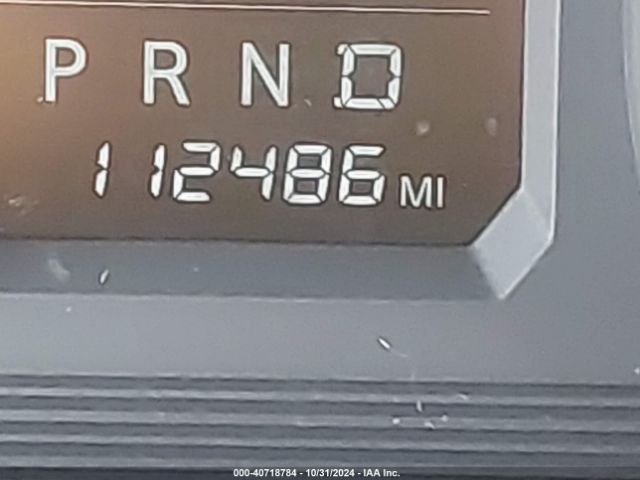 P R N D
112486 MI
000-40718784 - 10/31/2024 - IAA Inc.